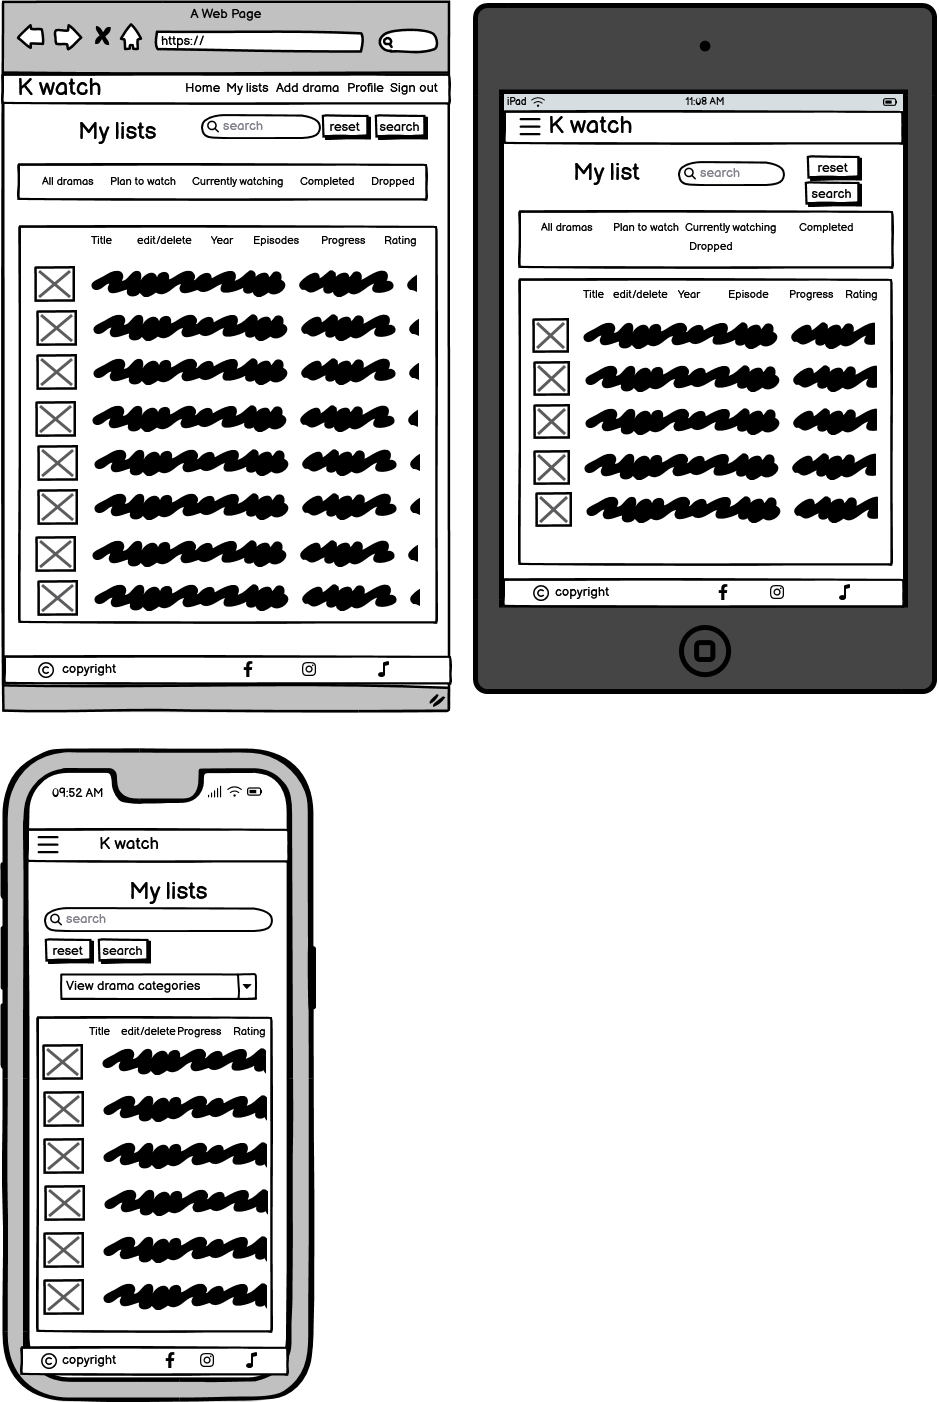 A Web Page
https://
K watch Home My lists Add drama Profile Sign out
My lists search reset search
All dramas Plan to watch Currently watching Completed Dropped
Title edit/delete Year Episodes Progress Rating
© copyright
iPad 11:08 AM
K watch
My list search reset
search
All dramas Plan to watch Currently watching Completed
Dropped
Title edit/delete Year Episode Progress Rating
© copyright
09:52 AM
K watch
My lists
search
reset search
View drama categories
Title edit/delete Progress Rating
© copyright